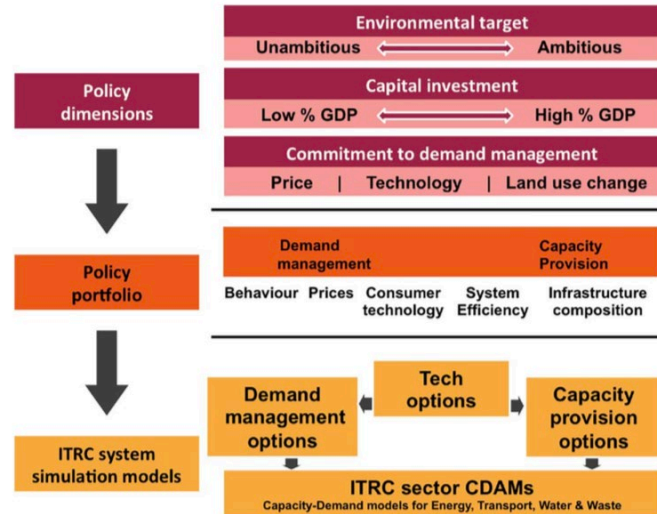 Policy
dimensions
Environmental target
Unambitious Ambitious
Capital investment
Low % GDP High % GDP
Commitment to demand management
Price | Technology | Land use change
Policy
portfolio
Demand
management
Capacity
Provision
Behaviour Prices Consumer
technology
System
Efficiency
Infrastructure
composition
ITRC system
simulation models
Demand
management
options
Tech
options
Capacity
provision
options
ITRC sector CDAMs
Capacity-Demand models for Energy, Transport, Water & Waste